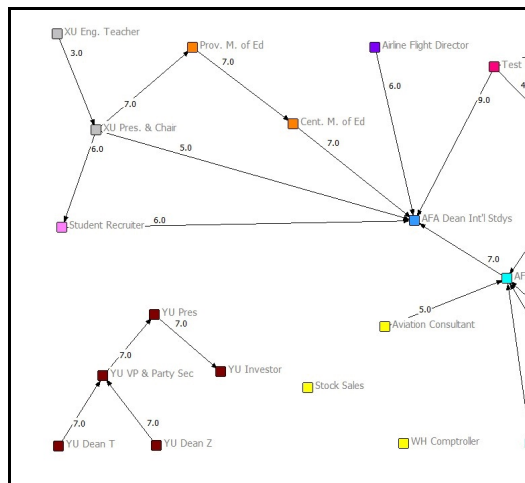 XU Eng. Teacher
Prov. M. of Ed
Airline Flight Director
Test
3.0
7.0
6.0
4
7.0
9.0
Cent. M. of Ed
XU Pres. & Chair
6.0
5.0
7.0
Student Recruiter
6.0
AFA Dean Int'l Stdys
7.0
AF
YU Pres
5.0
7.0
Aviation Consultant
7.0
YU VP & Party Sec
YU Investor
Stock Sales
7.0
7.0
YU Dean T
YU Dean Z
WH Comptroller